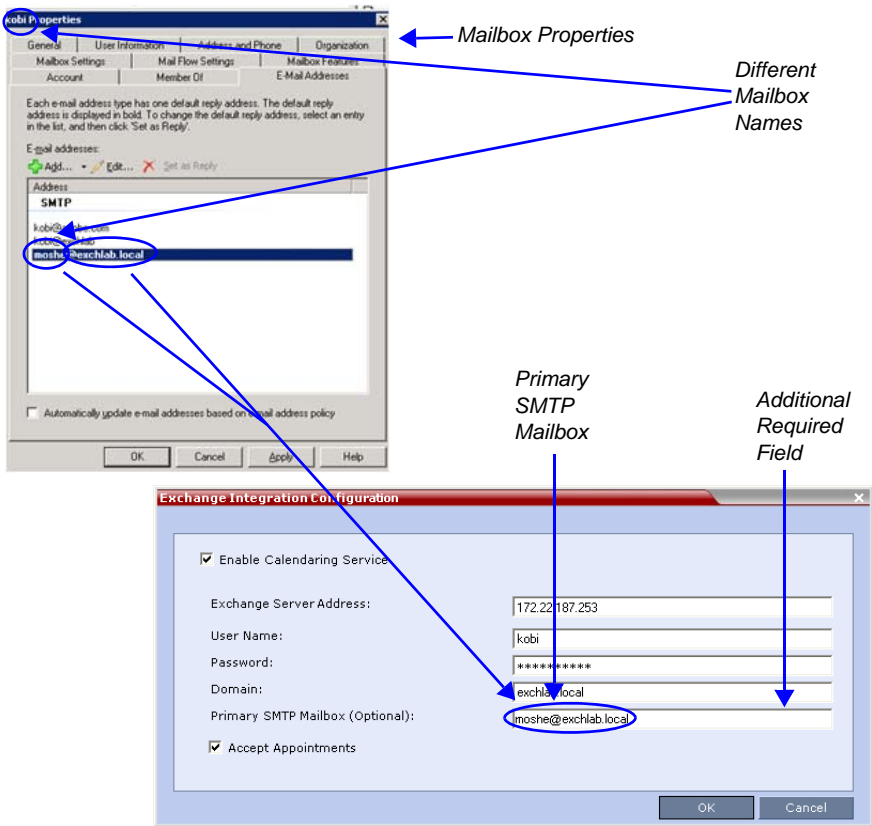 kobi Properties
General User Information Address and Phone Organization
Mailbox Settings Mail Flow Settings Mailbox Features
Account Member Of E-Mail Addresses
Each e-mail address type has one default reply address. The default reply
address is displayed in bold. To change the default reply address, select an entry
in the list, and then click 'Set as Reply'.
E-mail addresses:
Add... Edit... Set as Reply
Address
SMTP
kobi@exchlab
moshe@exchlab.local
Automatically update e-mail addresses based on e-mail address policy
OK Cancel Apply Help
Mailbox Properties
Different
Mailbox
Names
Primary
SMTP
Mailbox
Additional
Required
Field
Exchange Integration Configuration
Enable Calendaring Service
Exchange Server Address: 172.22.187.253
User Name: kobi
Password: **********
Domain: exchlab.local
Primary SMTP Mailbox (Optional): moshe@exchlab.local
Accept Appointments
OK Cancel